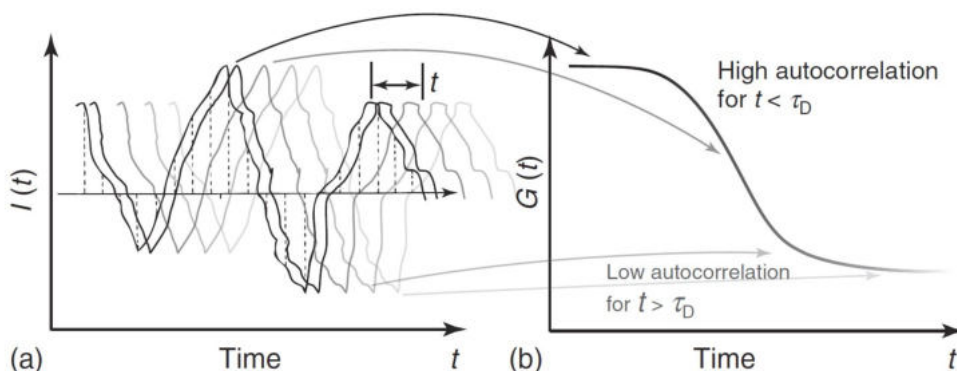 I (t)
t
(a) Time t
G (t)
High autocorrelation
for t < τD
Low autocorrelation
for t > τD
(b) Time t